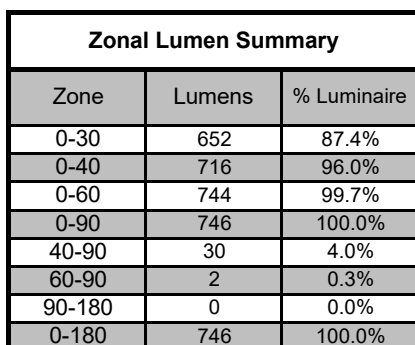 Zonal Lumen Summary
Zone Lumens % Luminaire
0-30 652 87.4%
0-40 716 96.0%
0-60 744 99.7%
0-90 746 100.0%
40-90 30 4.0%
60-90 2 0.3%
90-180 0 0.0%
0-180 746 100.0%